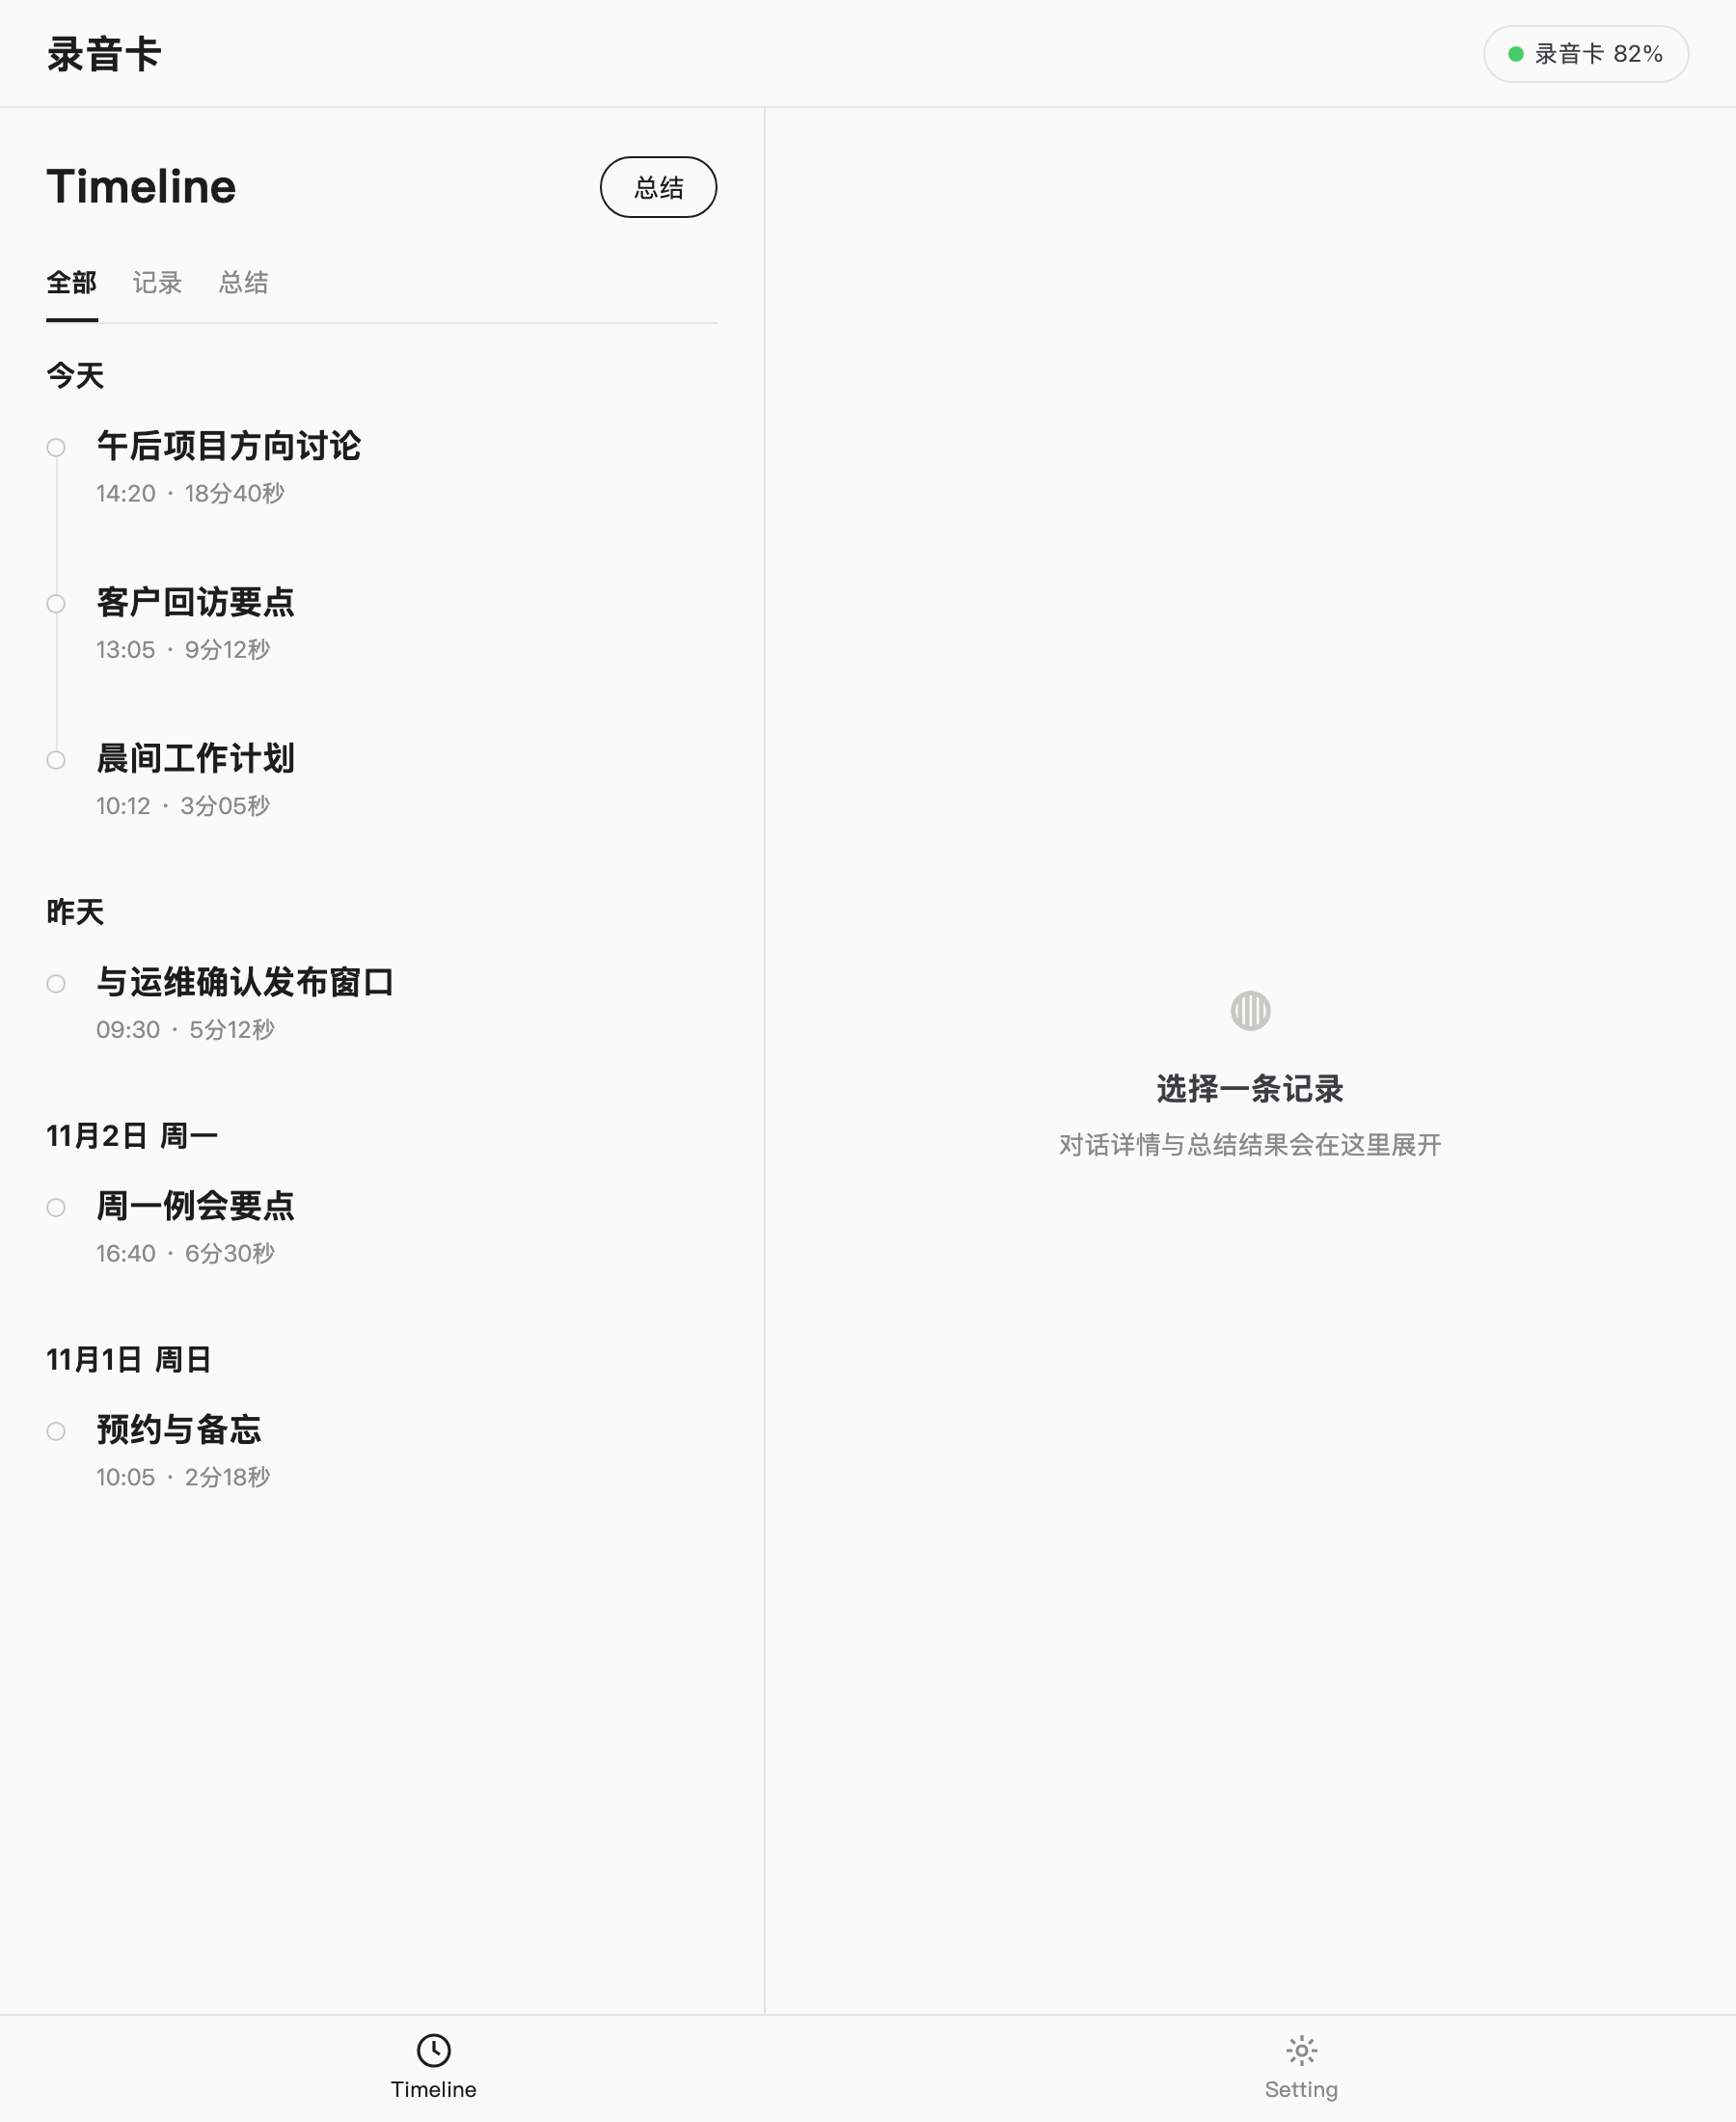 录音卡
录音卡 82%
Timeline
总结
全部 记录 总结
今天
午后项目方向讨论
14:20 · 18分40秒
客户回访要点
13:05 · 9分12秒
晨间工作计划
10:12 · 3分05秒
昨天
与运维确认发布窗口
09:30 · 5分12秒
11月2日 周一
周一例会要点
16:40 · 6分30秒
11月1日 周日
预约与备忘
10:05 · 2分18秒
选择一条记录
对话详情与总结结果会在这里展开
Timeline
Setting